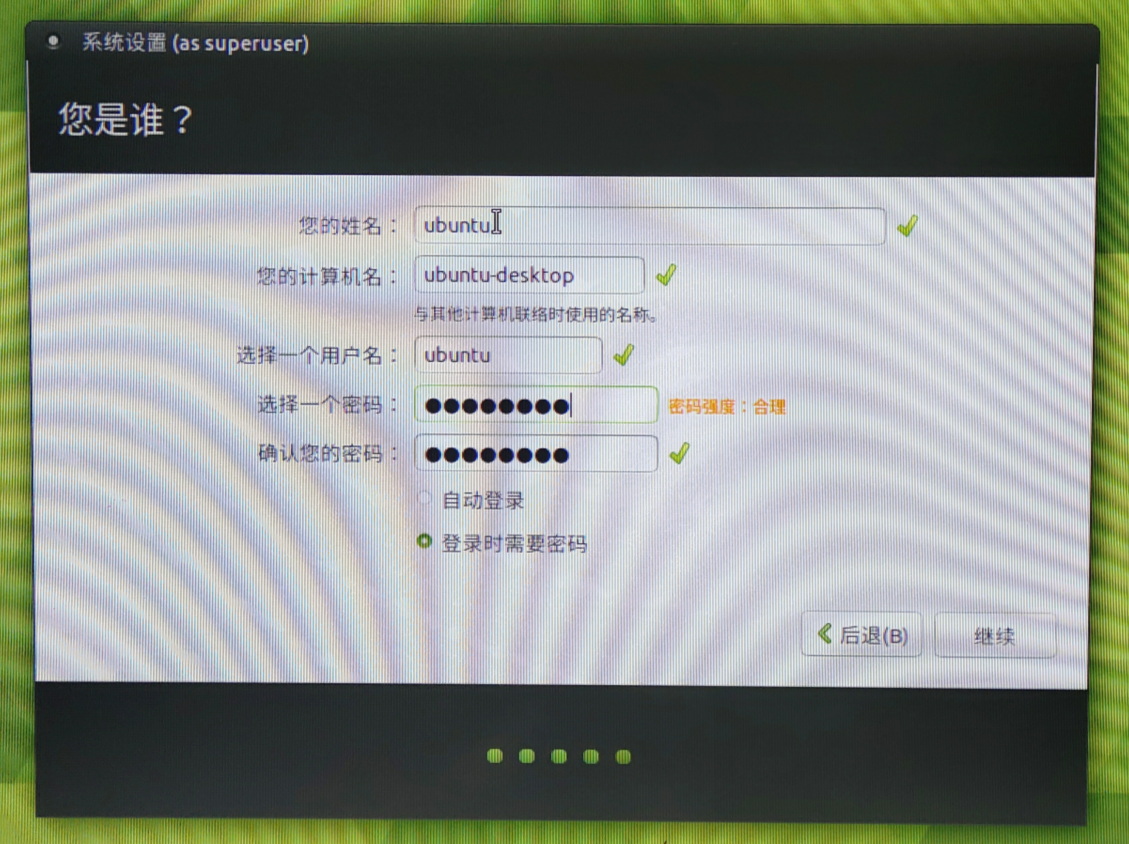 系统设置 (as superuser)
您是谁？
您的姓名： ubuntu
您的计算机名： ubuntu-desktop
与其他计算机联络时使用的名称。
选择一个用户名： ubuntu
选择一个密码： ●●●●●●●● 密码强度：合理
确认您的密码： ●●●●●●●●
自动登录
登录时需要密码
后退(B) 继续